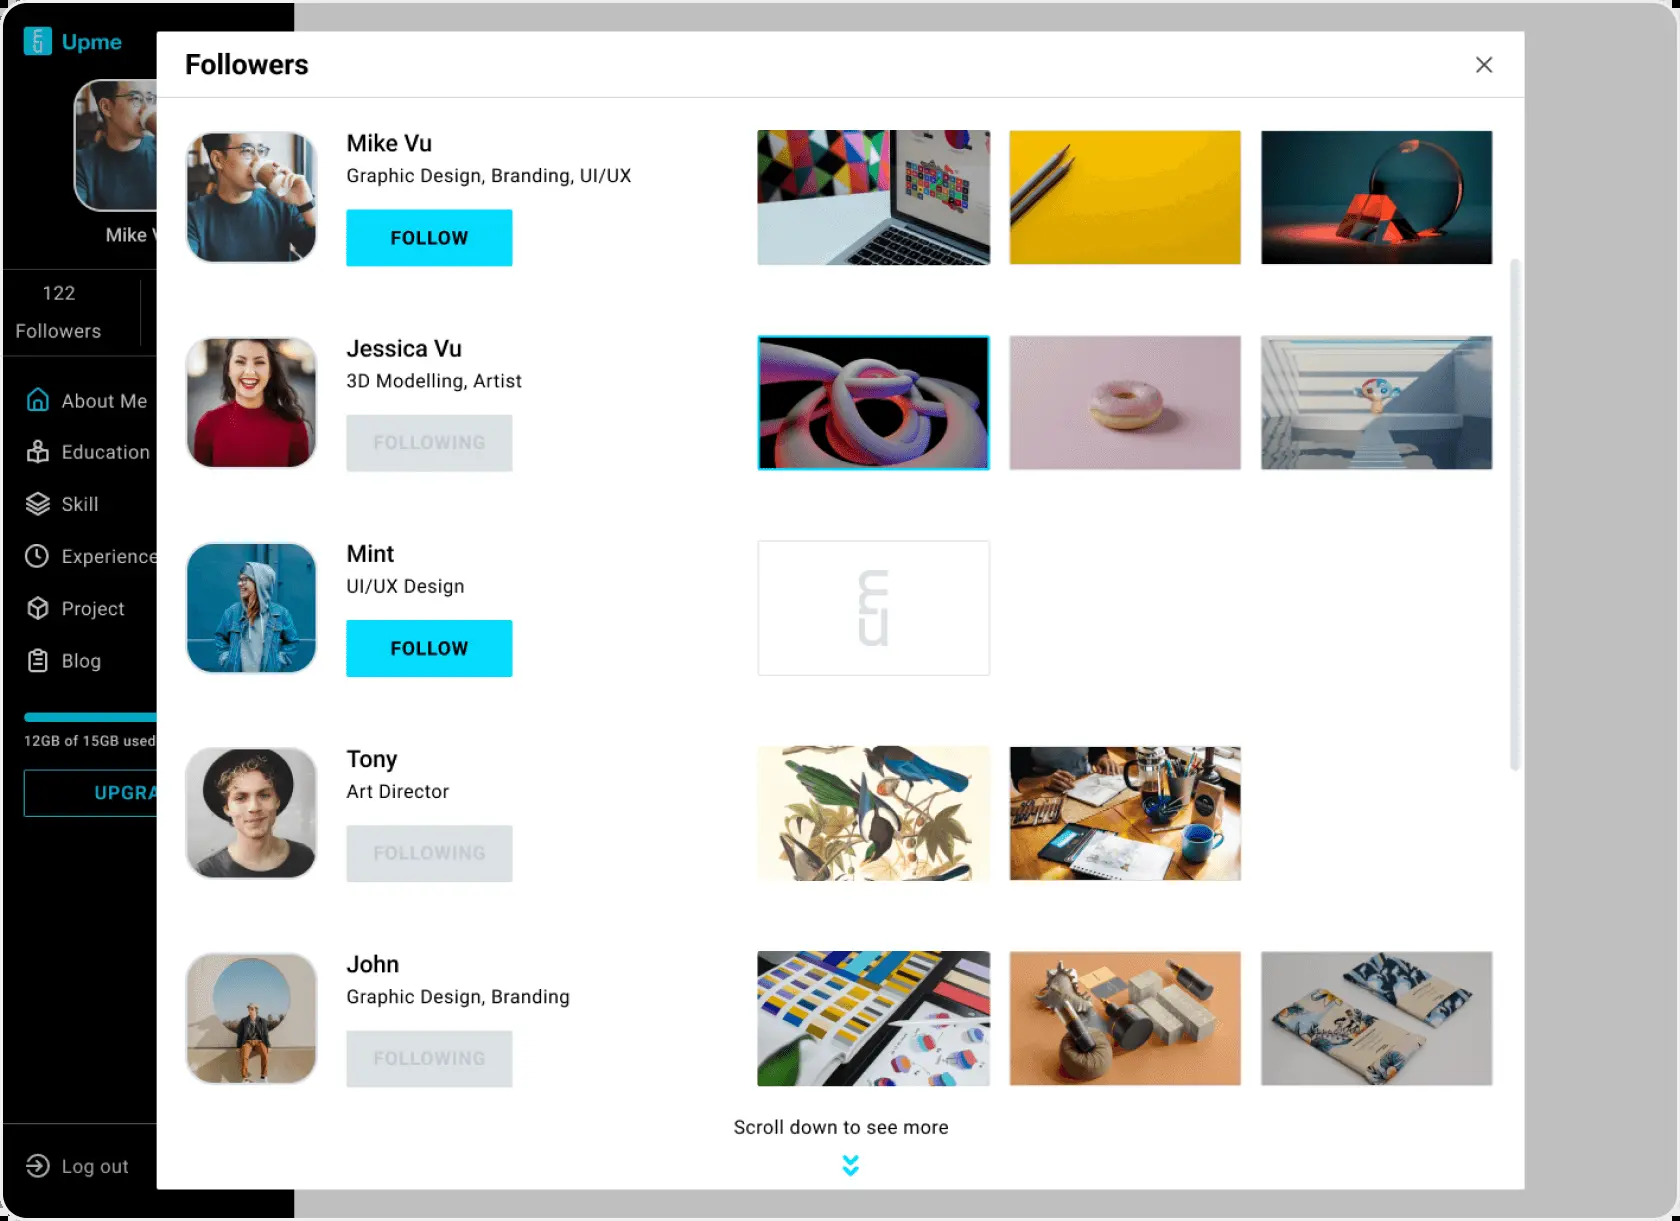 Upme
Followers
Mike
122
Followers
About Me
Education
Skill
Experience
Project
Blog
12GB of 15GB used
UPGRA
Log out
Mike Vu
Graphic Design, Branding, UI/UX
FOLLOW
Jessica Vu
3D Modelling, Artist
FOLLOWING
Mint
UI/UX Design
FOLLOW
Tony
Art Director
FOLLOWING
John
Graphic Design, Branding
FOLLOWING
Scroll down to see more